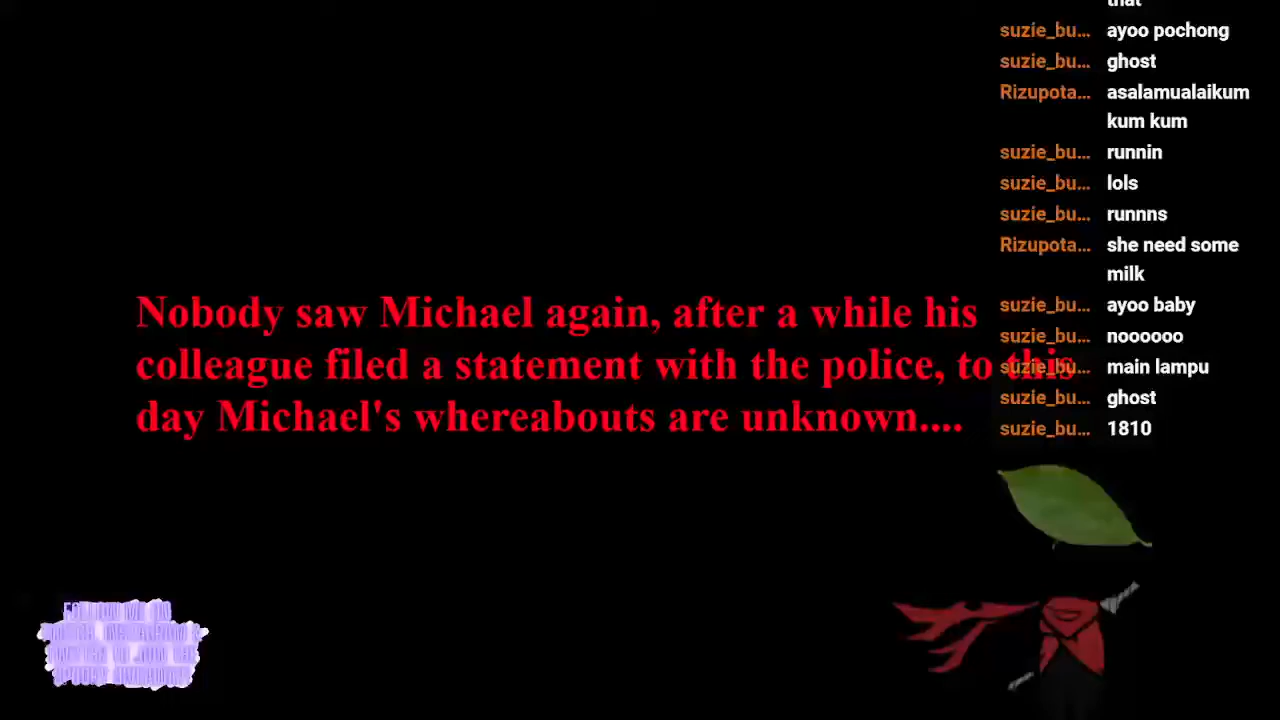 that
suzie_bu... ayoo pochong
suzie_bu... ghost
Rizupota... asalamualaikum
kum kum
suzie_bu... runnin
suzie_bu... lols
suzie_bu... runnns
Rizupota... she need some
milk
suzie_bu... ayoo baby
suzie_bu... noooooo
suzie_bu... main lampu
suzie_bu... ghost
suzie_bu... 1810
Nobody saw Michael again, after a while his
colleague filed a statement with the police, to this
day Michael's whereabouts are unknown....